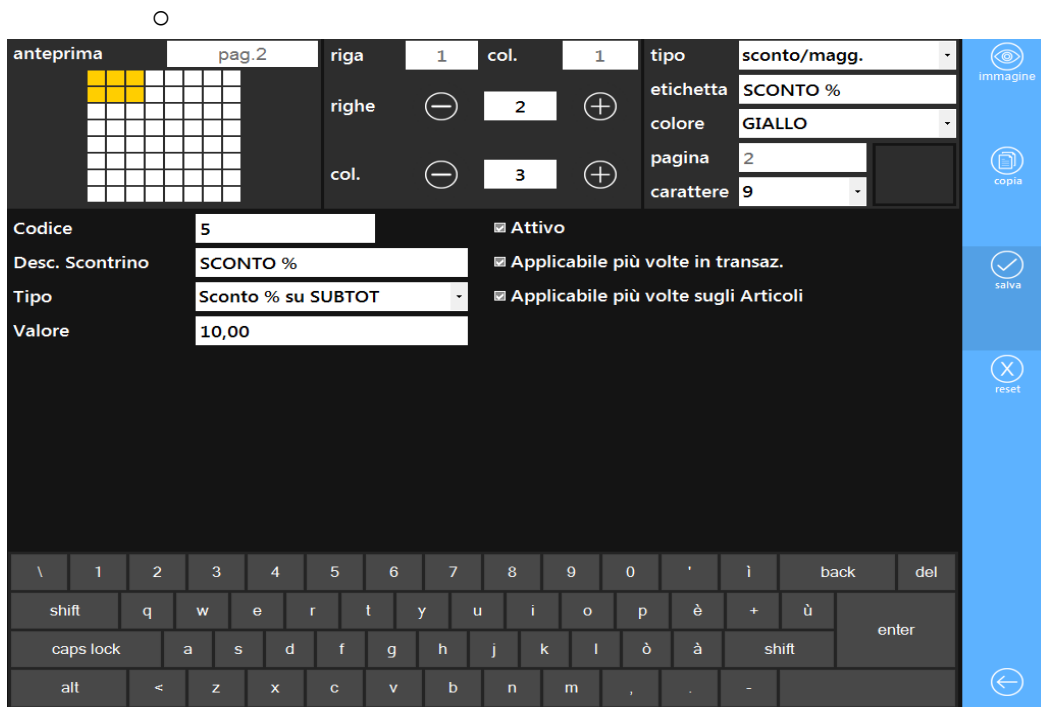 anteprima pag.2 riga 1 col. 1 tipo sconto/magg. immagine
etichetta SCONTO %
righe 2
colore GIALLO
pagina 2
col. 3
carattere 9
copia
Codice 5 Attivo
Desc. Scontrino SCONTO % Applicabile più volte in transaz.
salva
Tipo Sconto % su SUBTOT Applicabile più volte sugli Articoli
Valore 10,00
reset
\ 1 2 3 4 5 6 7 8 9 0 ' ì back del
shift q w e r t y u i o p è + ù
enter
caps lock a s d f g h j k l ò à shift
alt < z x c v b n m , . -